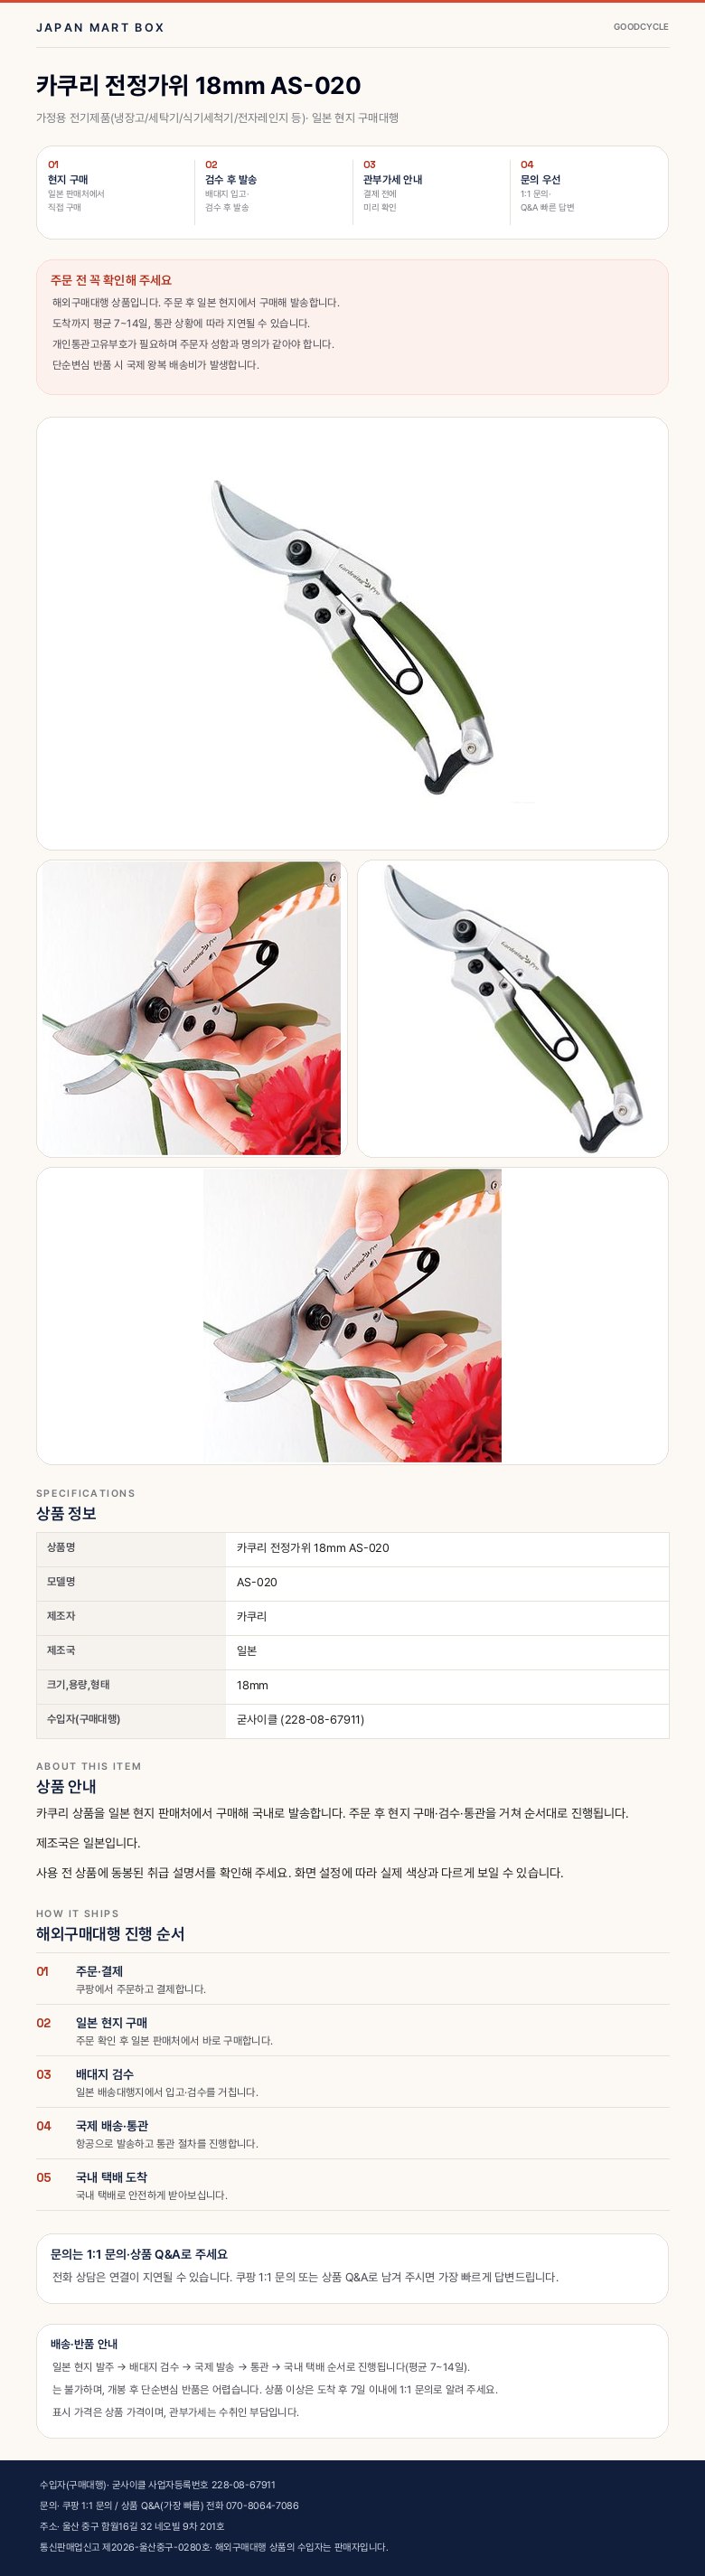 JAPAN MART BOX
GOODCYCLE
카쿠리 전정가위 18mm AS-020
가정용 전기제품(냉장고/세탁기/식기세척기/전자레인지 등)· 일본 현지 구매대행
01
현지 구매
일본 판매처에서
직접 구매
02
검수 후 발송
배대지 입고·
검수 후 발송
03
관부가세 안내
결제 전에
미리 확인
04
문의 우선
1:1 문의·
Q&A 빠른 답변
주문 전 꼭 확인해 주세요
해외구매대행 상품입니다. 주문 후 일본 현지에서 구매해 발송합니다.
도착까지 평균 7~14일, 통관 상황에 따라 지연될 수 있습니다.
개인통관고유부호가 필요하며 주문자 성함과 명의가 같아야 합니다.
단순변심 반품 시 국제 왕복 배송비가 발생합니다.
Gardening Pro
Gardening Pro
Gardening Pro
Gardening Pro
SPECIFICATIONS
상품 정보
상품명 카쿠리 전정가위 18mm AS-020
모델명 AS-020
제조자 카쿠리
제조국 일본
크기,용량,형태 18mm
수입자(구매대행) 굳사이클 (228-08-67911)
ABOUT THIS ITEM
상품 안내
카쿠리 상품을 일본 현지 판매처에서 구매해 국내로 발송합니다. 주문 후 현지 구매·검수·통관을 거쳐 순서대로 진행됩니다.
제조국은 일본입니다.
사용 전 상품에 동봉된 취급 설명서를 확인해 주세요. 화면 설정에 따라 실제 색상과 다르게 보일 수 있습니다.
HOW IT SHIPS
해외구매대행 진행 순서
01 주문·결제
쿠팡에서 주문하고 결제합니다.
02 일본 현지 구매
주문 확인 후 일본 판매처에서 바로 구매합니다.
03 배대지 검수
일본 배송대행지에서 입고·검수를 거칩니다.
04 국제 배송·통관
항공으로 발송하고 통관 절차를 진행합니다.
05 국내 택배 도착
국내 택배로 안전하게 받아보십니다.
문의는 1:1 문의·상품 Q&A로 주세요
전화 상담은 연결이 지연될 수 있습니다. 쿠팡 1:1 문의 또는 상품 Q&A로 남겨 주시면 가장 빠르게 답변드립니다.
배송·반품 안내
일본 현지 발주 → 배대지 검수 → 국제 발송 → 통관 → 국내 택배 순서로 진행됩니다(평균 7~14일).
는 불가하며, 개봉 후 단순변심 반품은 어렵습니다. 상품 이상은 도착 후 7일 이내에 1:1 문의로 알려 주세요.
표시 가격은 상품 가격이며, 관부가세는 수취인 부담입니다.
수입자(구매대행)· 굳사이클 사업자등록번호 228-08-67911
문의· 쿠팡 1:1 문의 / 상품 Q&A(가장 빠름) 전화 070-8064-7086
주소· 울산 중구 함월16길 32 네오빌 9차 201호
통신판매업신고 제2026-울산중구-0280호· 해외구매대행 상품의 수입자는 판매자입니다.